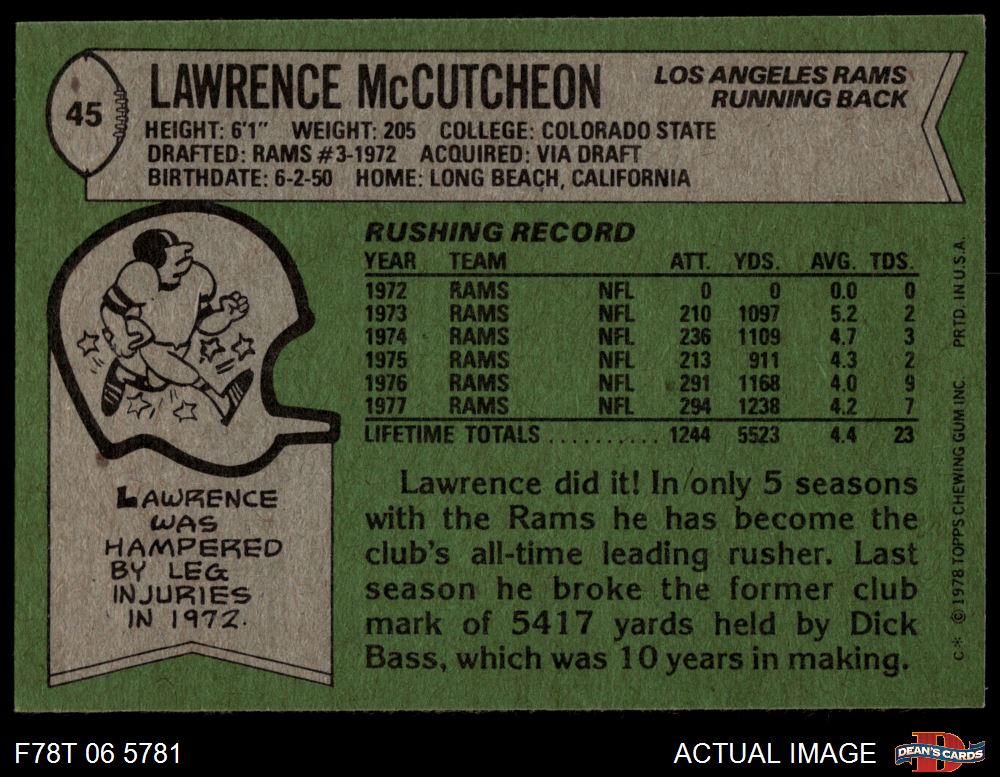 45
LAWRENCE McCUTCHEON
LOS ANGELES RAMS
RUNNING BACK
HEIGHT: 6'1" WEIGHT: 205 COLLEGE: COLORADO STATE
DRAFTED: RAMS #3-1972 ACQUIRED: VIA DRAFT
BIRTHDATE: 6-2-50 HOME: LONG BEACH, CALIFORNIA
RUSHING RECORD
YEAR TEAM ATT. YDS. AVG. TDS.
1972 RAMS NFL 0 0 0.0 0
1973 RAMS NFL 210 1097 5.2 2
1974 RAMS NFL 236 1109 4.7 3
1975 RAMS NFL 213 911 4.3 2
1976 RAMS NFL 291 1168 4.0 9
1977 RAMS NFL 294 1238 4.2 7
LIFETIME TOTALS .......... 1244 5523 4.4 23
Lawrence did it! In only 5 seasons
with the Rams he has become the
club's all-time leading rusher. Last
season he broke the former club
mark of 5417 yards held by Dick
Bass, which was 10 years in making.
LAWRENCE
WAS
HAMPERED
BY LEG
INJURIES
IN 1972.
C* © 1978 TOPPS CHEWING GUM INC. PRTD. IN U.S.A.
F78T 06 5781
ACTUAL IMAGE
D
DEAN'S CARDS